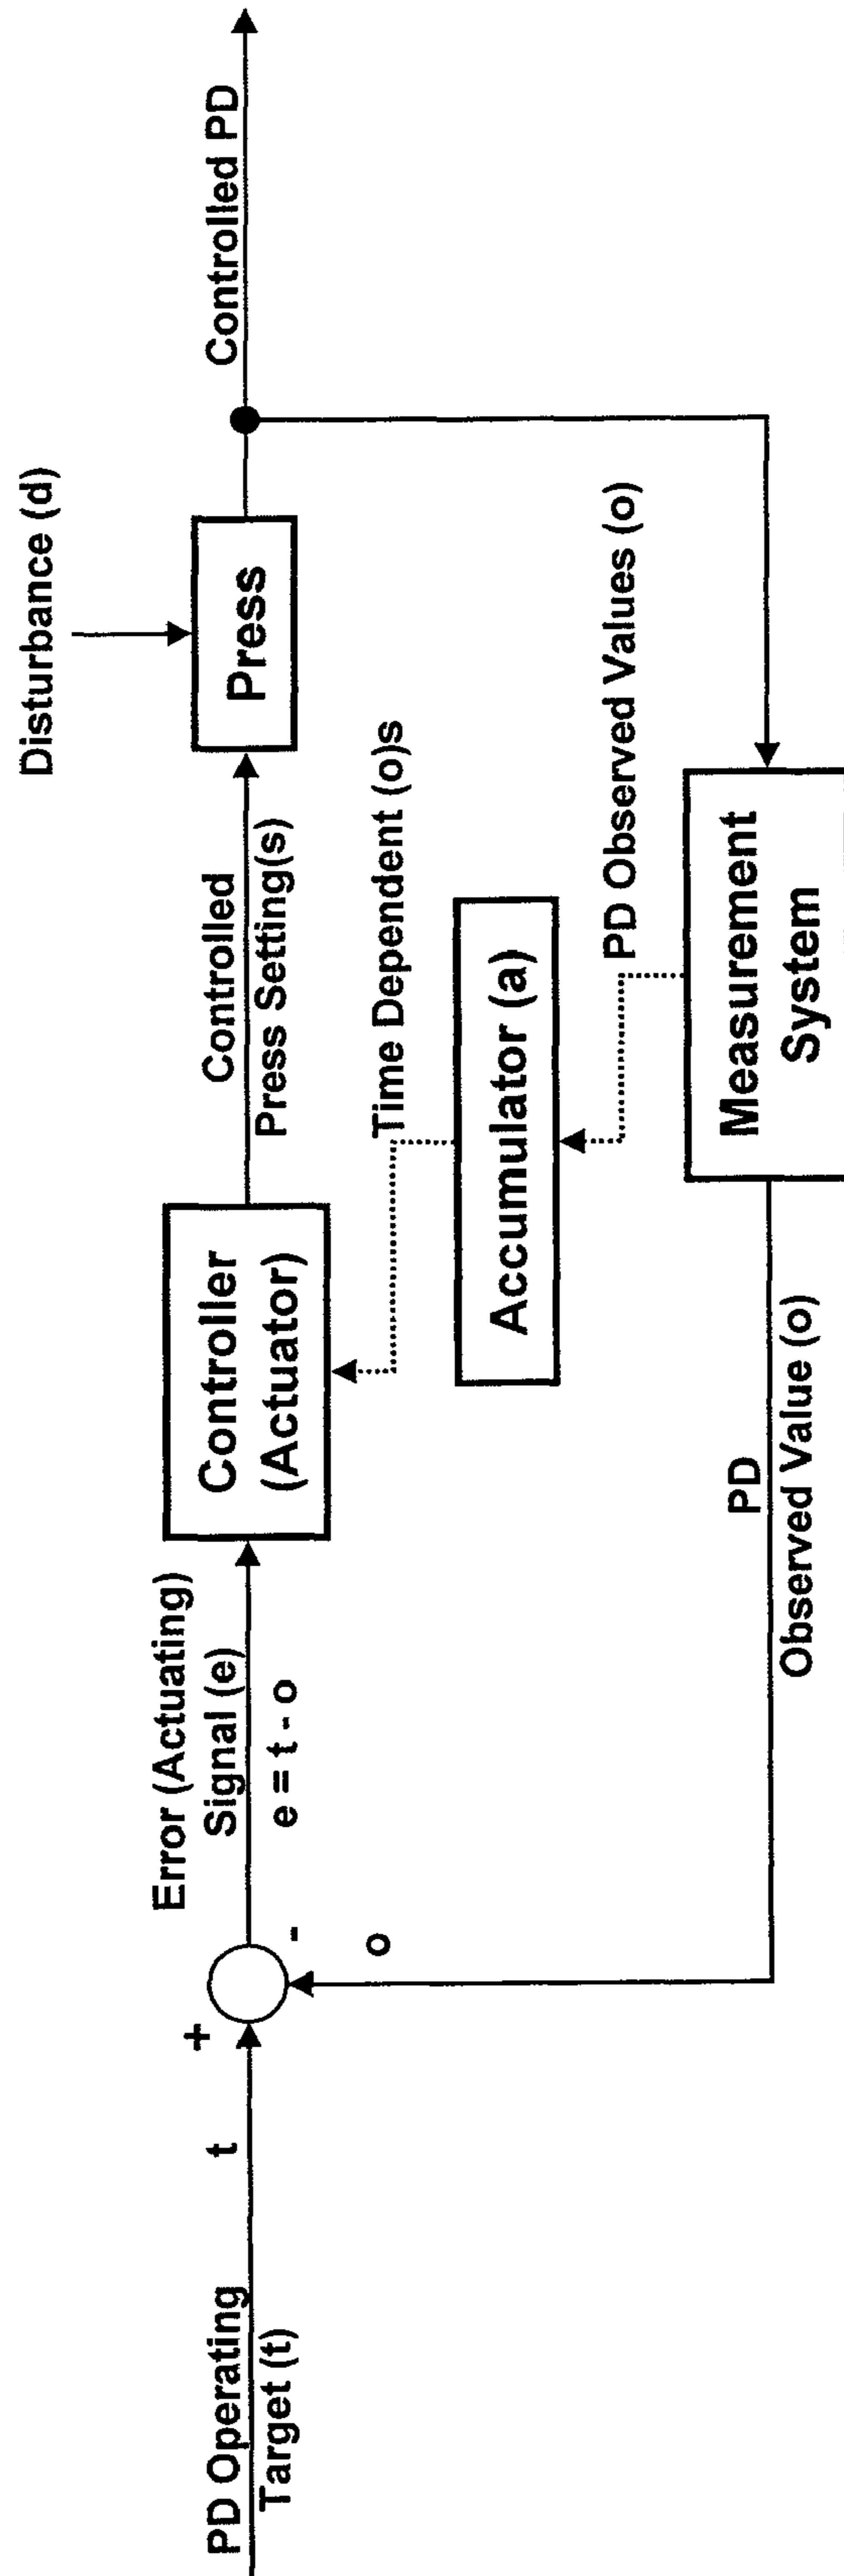 PD Operating
Target (t)
t
+
-
o
Error (Actuating)
Signal (e)
e = t - o
Controller
(Actuator)
Controlled
Press Setting(s)
Disturbance (d)
Press
Controlled PD
Time Dependent (o)s
Accumulator (a)
PD Observed Values (o)
Measurement
System
PD
Observed Value (o)